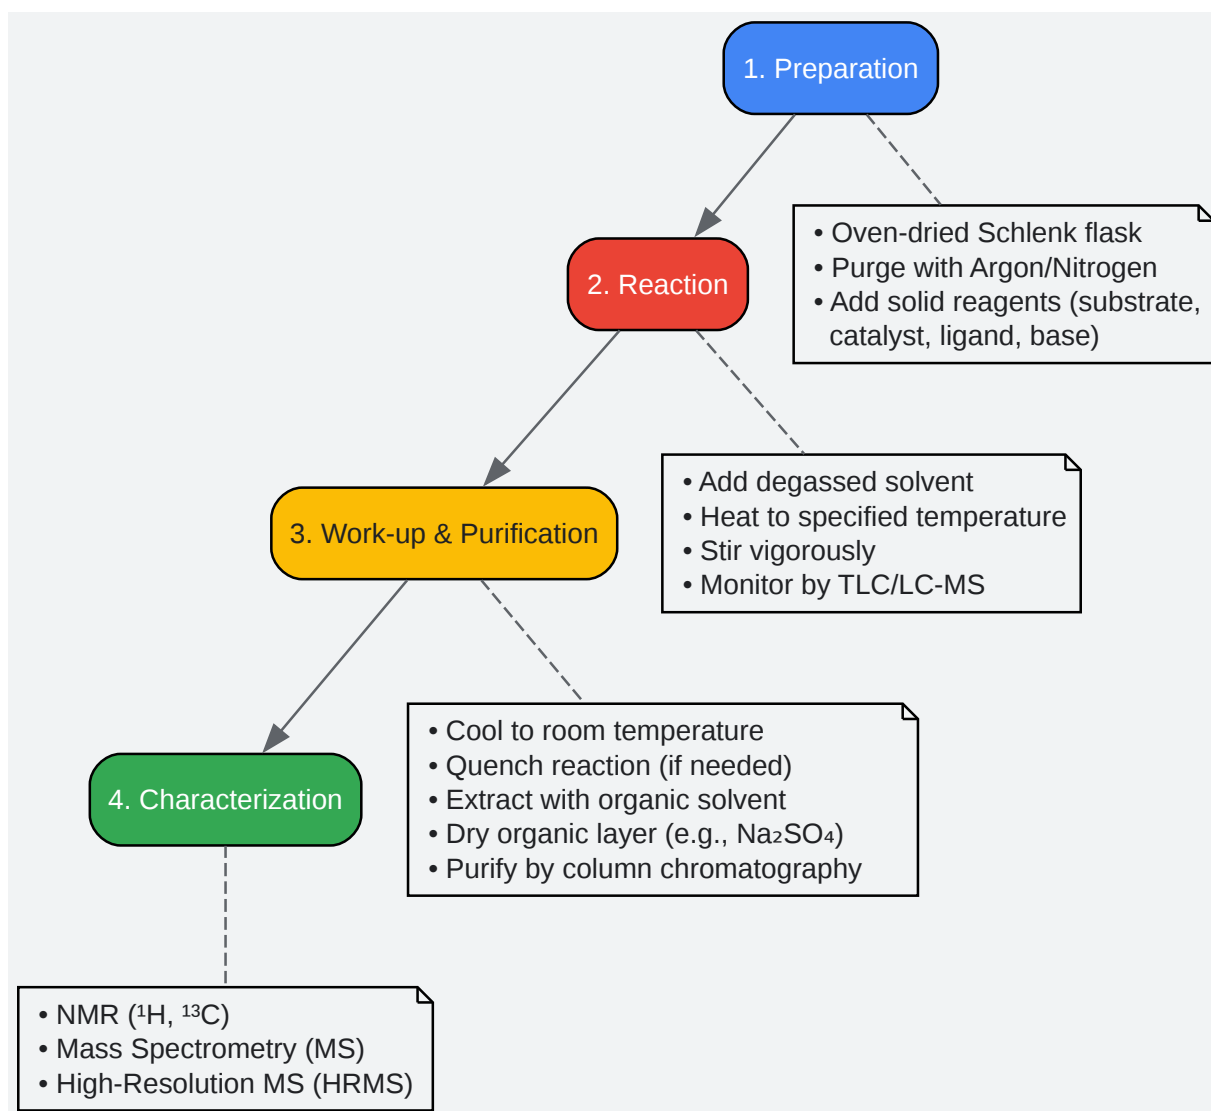 1. Preparation
• Oven-dried Schlenk flask
• Purge with Argon/Nitrogen
• Add solid reagents (substrate,
catalyst, ligand, base)
2. Reaction
• Add degassed solvent
• Heat to specified temperature
• Stir vigorously
• Monitor by TLC/LC-MS
3. Work-up & Purification
• Cool to room temperature
• Quench reaction (if needed)
• Extract with organic solvent
• Dry organic layer (e.g., Na₂SO₄)
• Purify by column chromatography
4. Characterization
• NMR (¹H, ¹³C)
• Mass Spectrometry (MS)
• High-Resolution MS (HRMS)